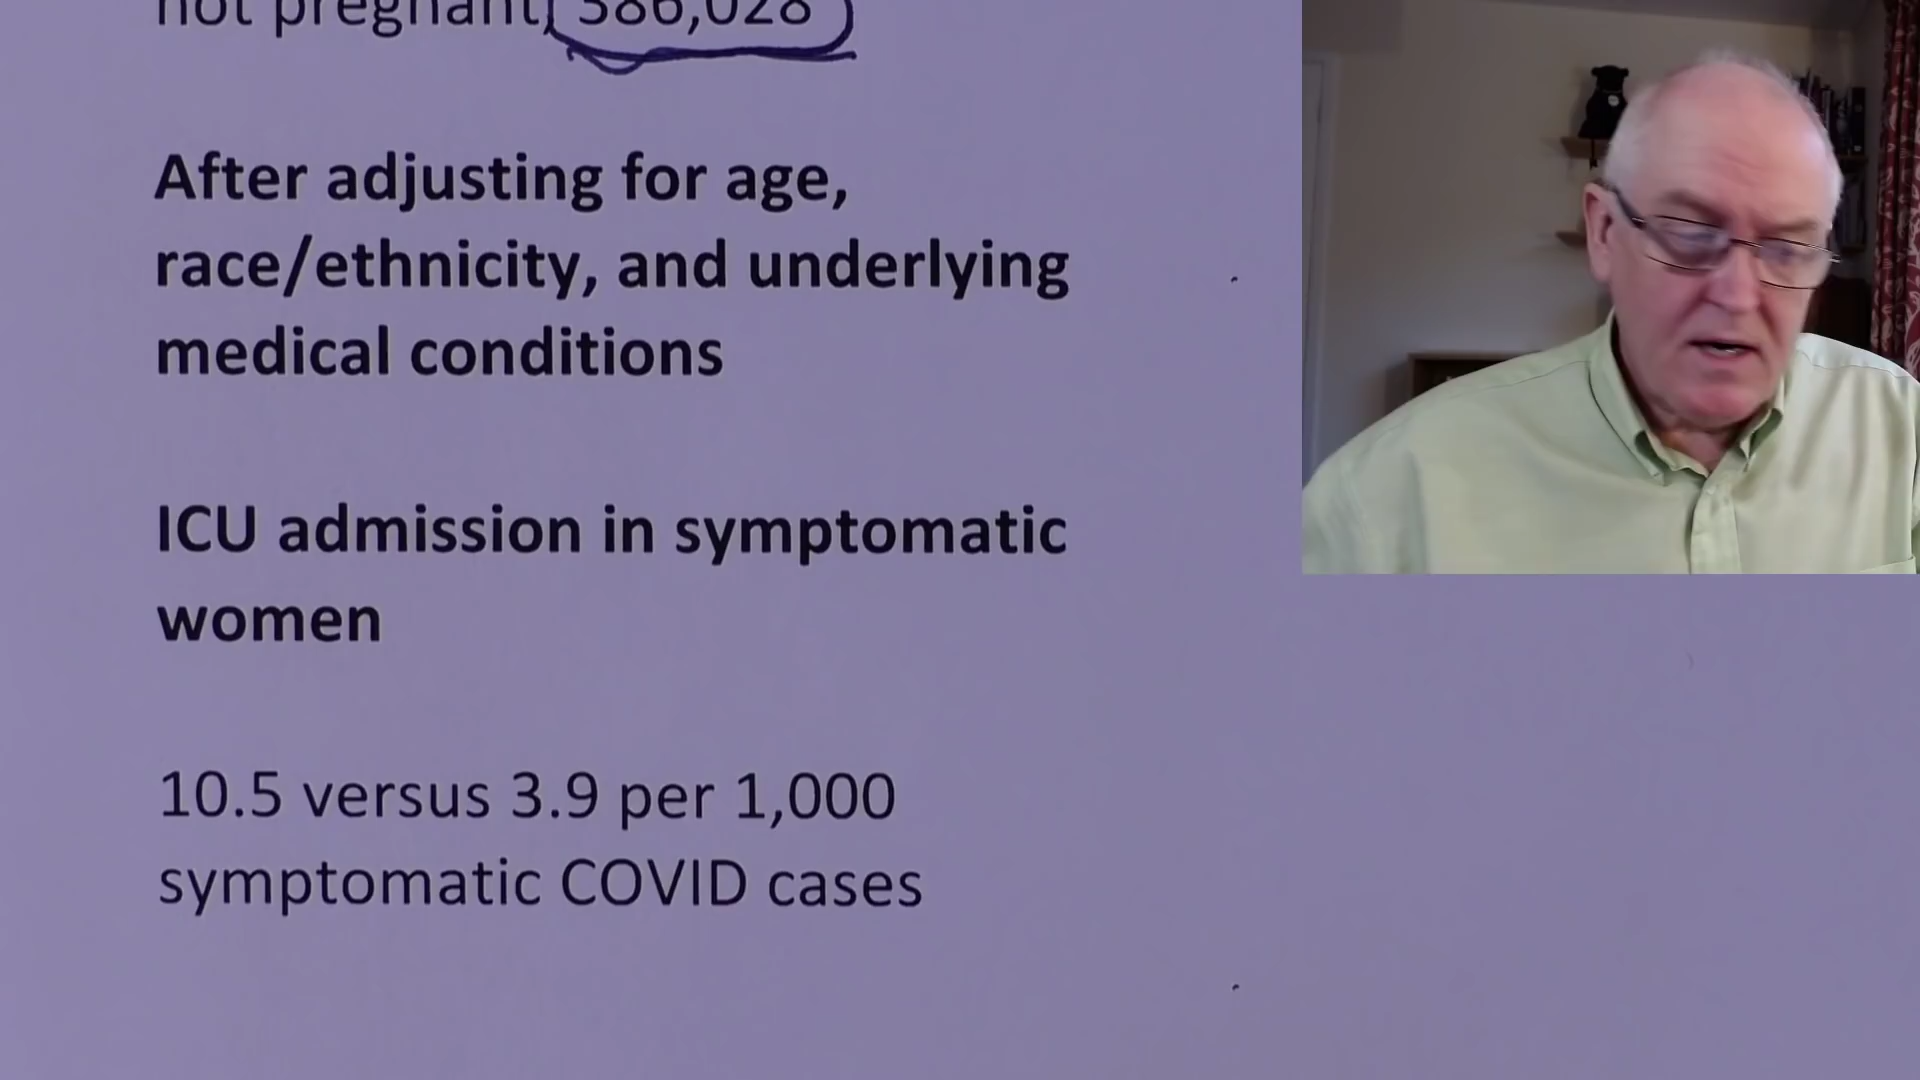 not pregnant, 386,028
After adjusting for age,
race/ethnicity, and underlying
medical conditions
ICU admission in symptomatic
women
10.5 versus 3.9 per 1,000
symptomatic COVID cases